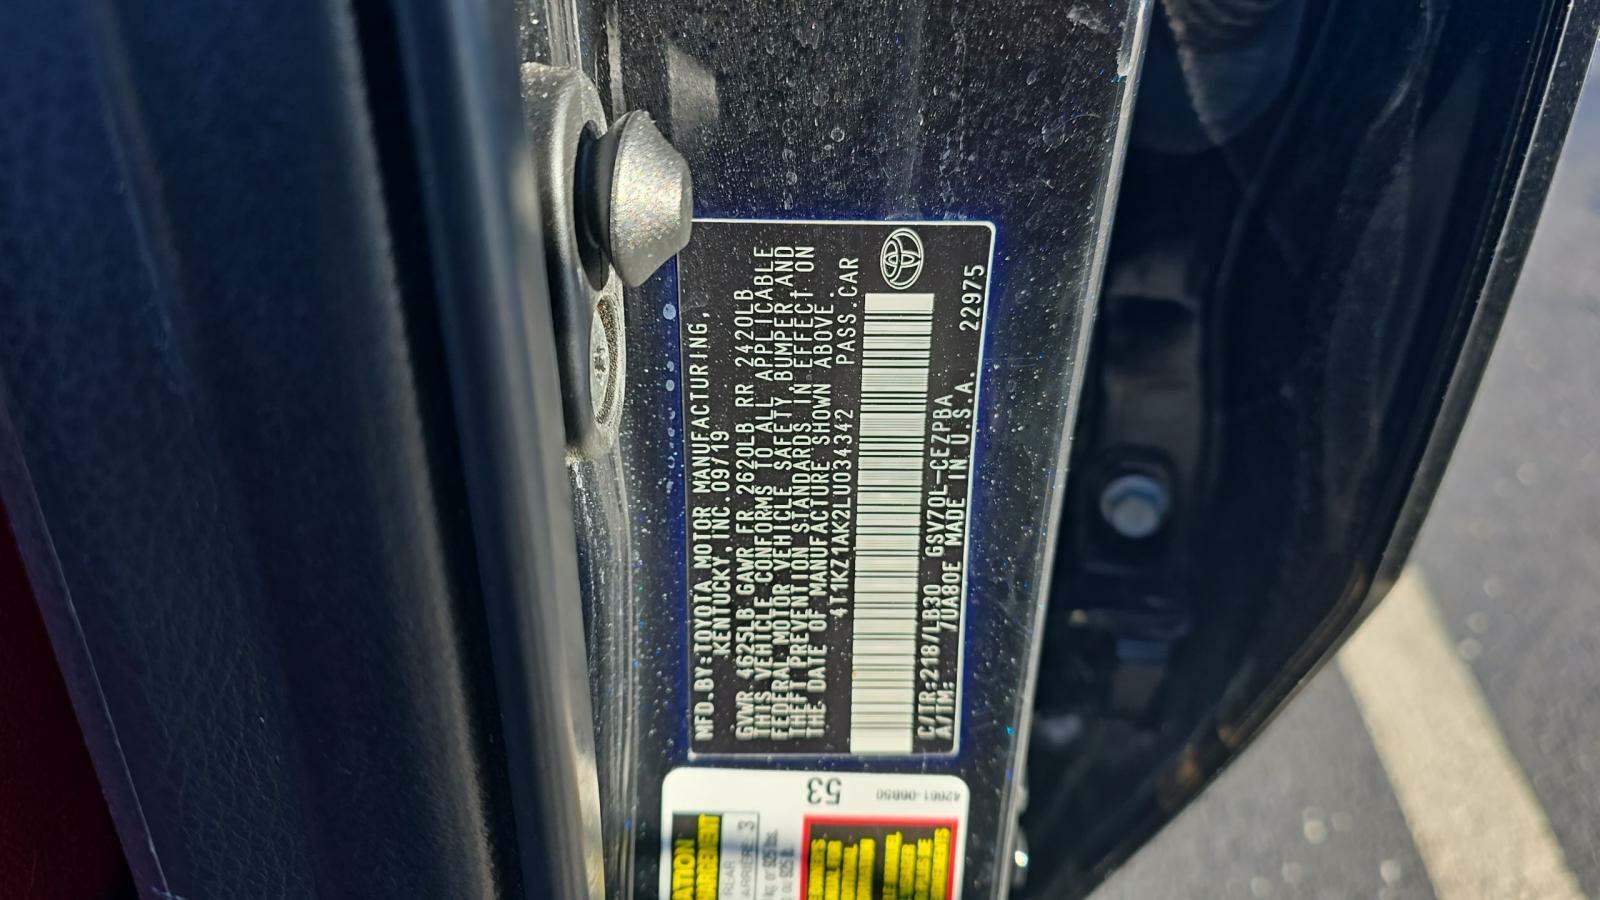 MFD.BY:TOYOTA MOTOR MANUFACTURING,
KENTUCKY, INC. 09/19
GVWR 4625LB GAWR FR 2620LB RR 2420LB
THIS VEHICLE CONFORMS TO ALL APPLICABLE
FEDERAL MOTOR VEHICLE SAFETY, BUMPER AND
THEFT PREVENTION STANDARDS IN EFFECT ON
THE DATE OF MANUFACTURE SHOWN ABOVE.
4T1KZ1AK2LU034342 PASS.CAR
C/TR:218/LB30 GSV70L-CEZPBA
A/TM: 7UA80E MADE IN U.S.A. 22975
53
42661-06B50